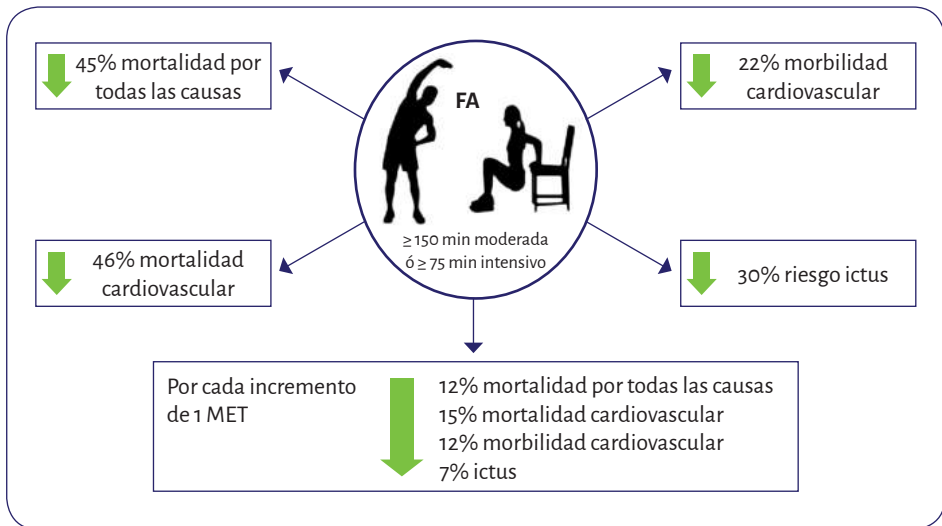 45% mortalidad por
todas las causas
FA
22% morbilidad
cardiovascular
≥ 150 min moderada
ó ≥ 75 min intensivo
46% mortalidad
cardiovascular
30% riesgo ictus
Por cada incremento
de 1 MET
12% mortalidad por todas las causas
15% mortalidad cardiovascular
12% morbilidad cardiovascular
7% ictus